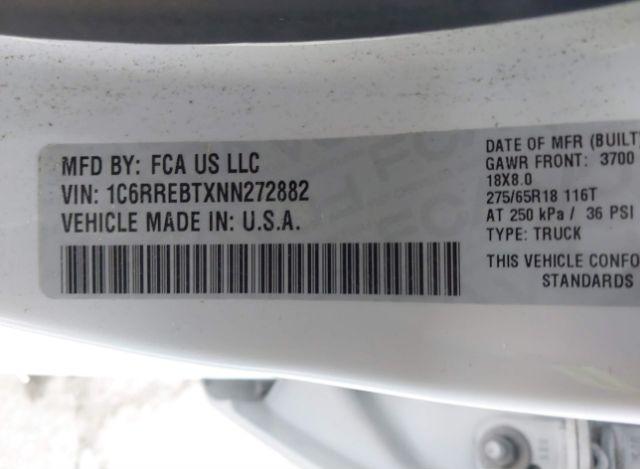 MFD BY: FCA US LLC
VIN: 1C6RREBTXNN272882
VEHICLE MADE IN: U.S.A.
DATE OF MFR (BUILT)
GAWR FRONT: 3700
18X8.0
275/65R18 116T
AT 250 kPa / 36 PSI
TYPE: TRUCK
THIS VEHICLE CONFO
STANDARDS